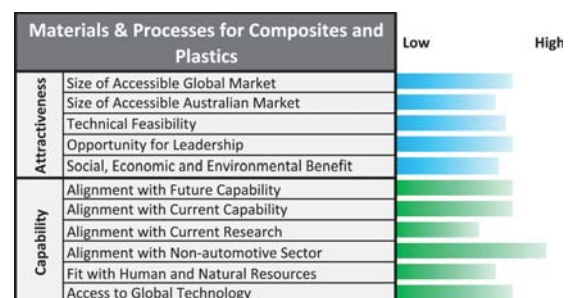 Materials & Processes for Composites and
Plastics
Low
High
Attractiveness
Size of Accessible Global Market
Size of Accessible Australian Market
Technical Feasibility
Opportunity for Leadership
Social, Economic and Environmental Benefit
Capability
Alignment with Future Capability
Alignment with Current Capability
Alignment with Current Research
Alignment with Non-automotive Sector
Fit with Human and Natural Resources
Access to Global Technology